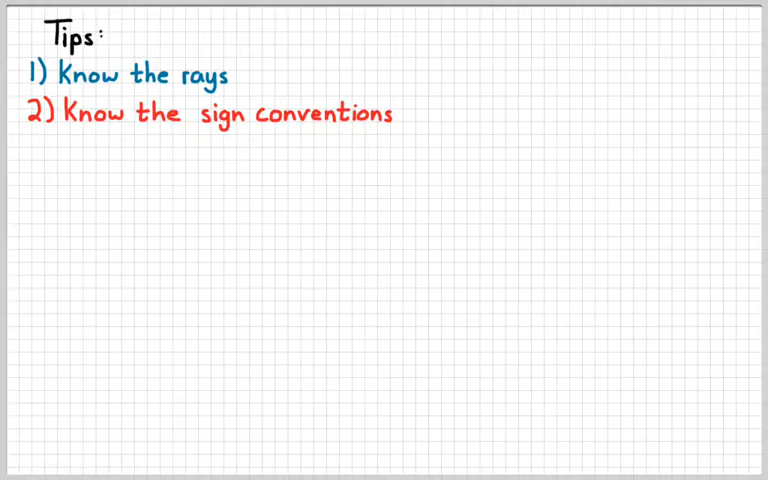 Tips:
1) Know the rays
2) Know the sign conventions